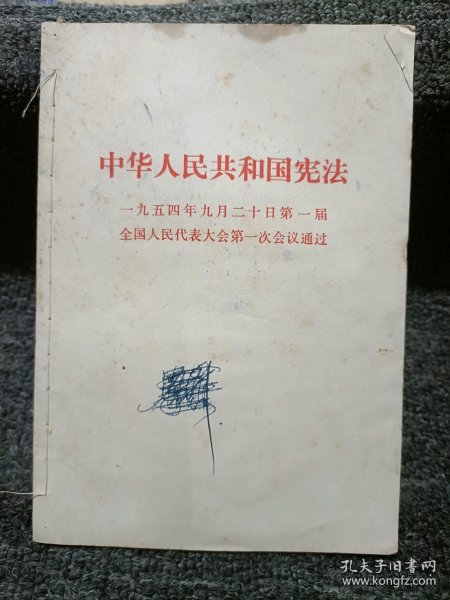 中华人民共和国宪法
一九五四年九月二十日第一届
全国人民代表大会第一次会议通过
孔夫子旧书网
www.kongfz.com